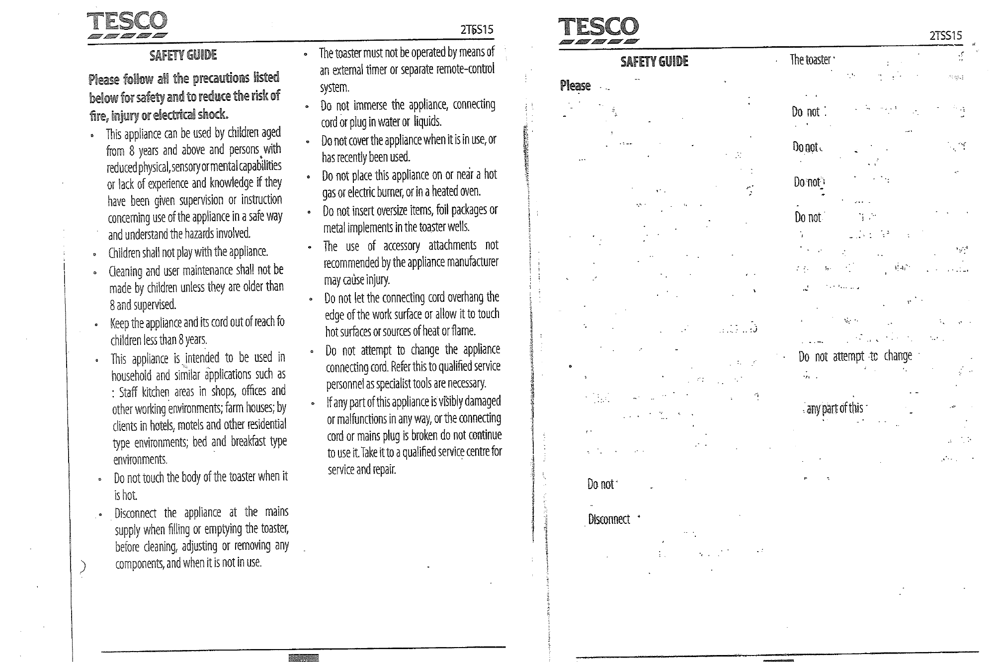 TESCO
2TSS15
SAFETY GUIDE
Please follow all the precautions listed
below for safety and to reduce the risk of
fire, injury or electrical shock.
• This appliance can be used by children aged
from 8 years and above and persons with
reduced physical, sensory or mental capabilities
or lack of experience and knowledge if they
have been given supervision or instruction
concerning use of the appliance in a safe way
and understand the hazards involved.
• Children shall not play with the appliance.
• Cleaning and user maintenance shall not be
made by children unless they are older than
8 and supervised.
• Keep the appliance and its cord out of reach fo
children less than 8 years.
• This appliance is intended to be used in
household and similar applications such as
: Staff kitchen areas in shops, offices and
other working environments; farm houses; by
clients in hotels, motels and other residential
type environments; bed and breakfast type
environments.
• Do not touch the body of the toaster when it
is hot.
• Disconnect the appliance at the mains
supply when filling or emptying the toaster,
before cleaning, adjusting or removing any
components, and when it is not in use.
• The toaster must not be operated by means of
an external timer or separate remote-control
system.
• Do not immerse the appliance, connecting
cord or plug in water or liquids.
• Do not cover the appliance when it is in use, or
has recently been used.
• Do not place this appliance on or near a hot
gas or electric burner, or in a heated oven.
• Do not insert oversize items, foil packages or
metal implements in the toaster wells.
• The use of accessory attachments not
recommended by the appliance manufacturer
may cause injury.
• Do not let the connecting cord overhang the
edge of the work surface or allow it to touch
hot surfaces or sources of heat or flame.
• Do not attempt to change the appliance
connecting cord. Refer this to qualified service
personnel as specialist tools are necessary.
• If any part of this appliance is visibly damaged
or malfunctions in any way, or the connecting
cord or mains plug is broken do not continue
to use it. Take it to a qualified service centre for
service and repair.
TESCO
2TSS15
SAFETY GUIDE
Please
Do not
Disconnect
The toaster
Do not
Do not
Do not
Do not
Do not attempt to change
any part of this